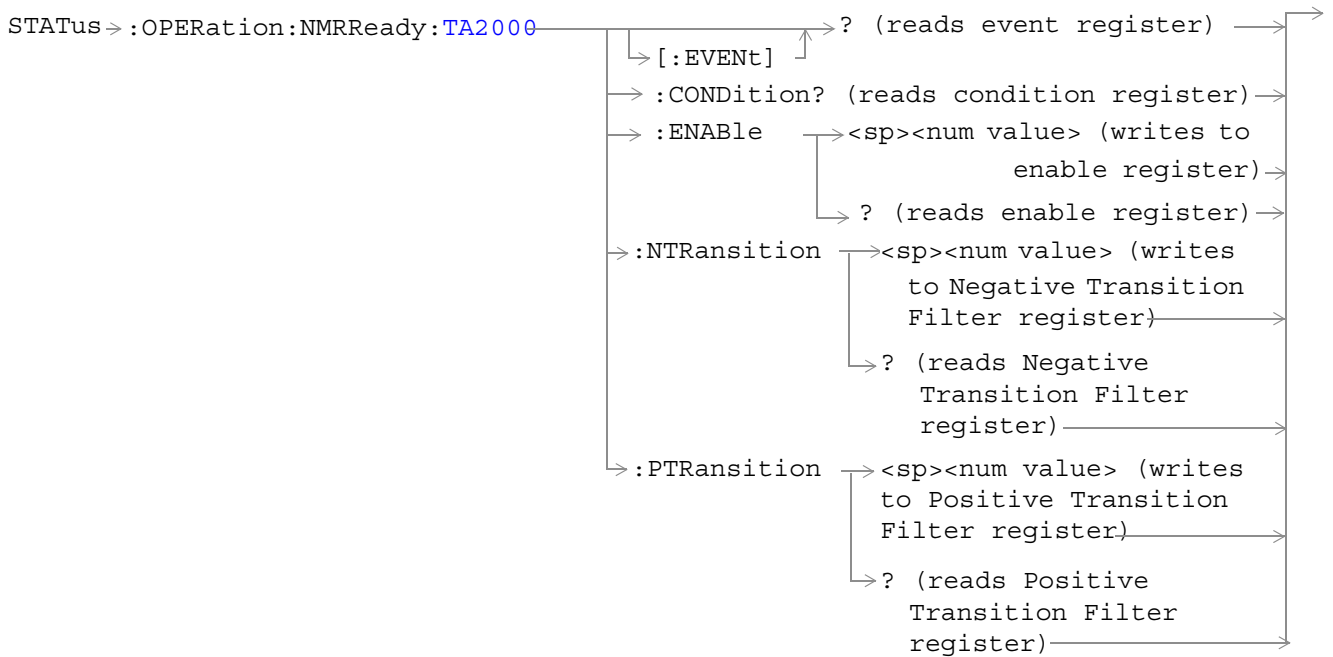 STATus :OPERation:NMRReady:TA2000 ? (reads event register)
[:EVENt]
:CONDition? (reads condition register)
:ENABle <sp><num value> (writes to
enable register)
? (reads enable register)
:NTRansition <sp><num value> (writes
to Negative Transition
Filter register)
? (reads Negative
Transition Filter
register)
:PTRansition <sp><num value> (writes
to Positive Transition
Filter register)
? (reads Positive
Transition Filter
register)